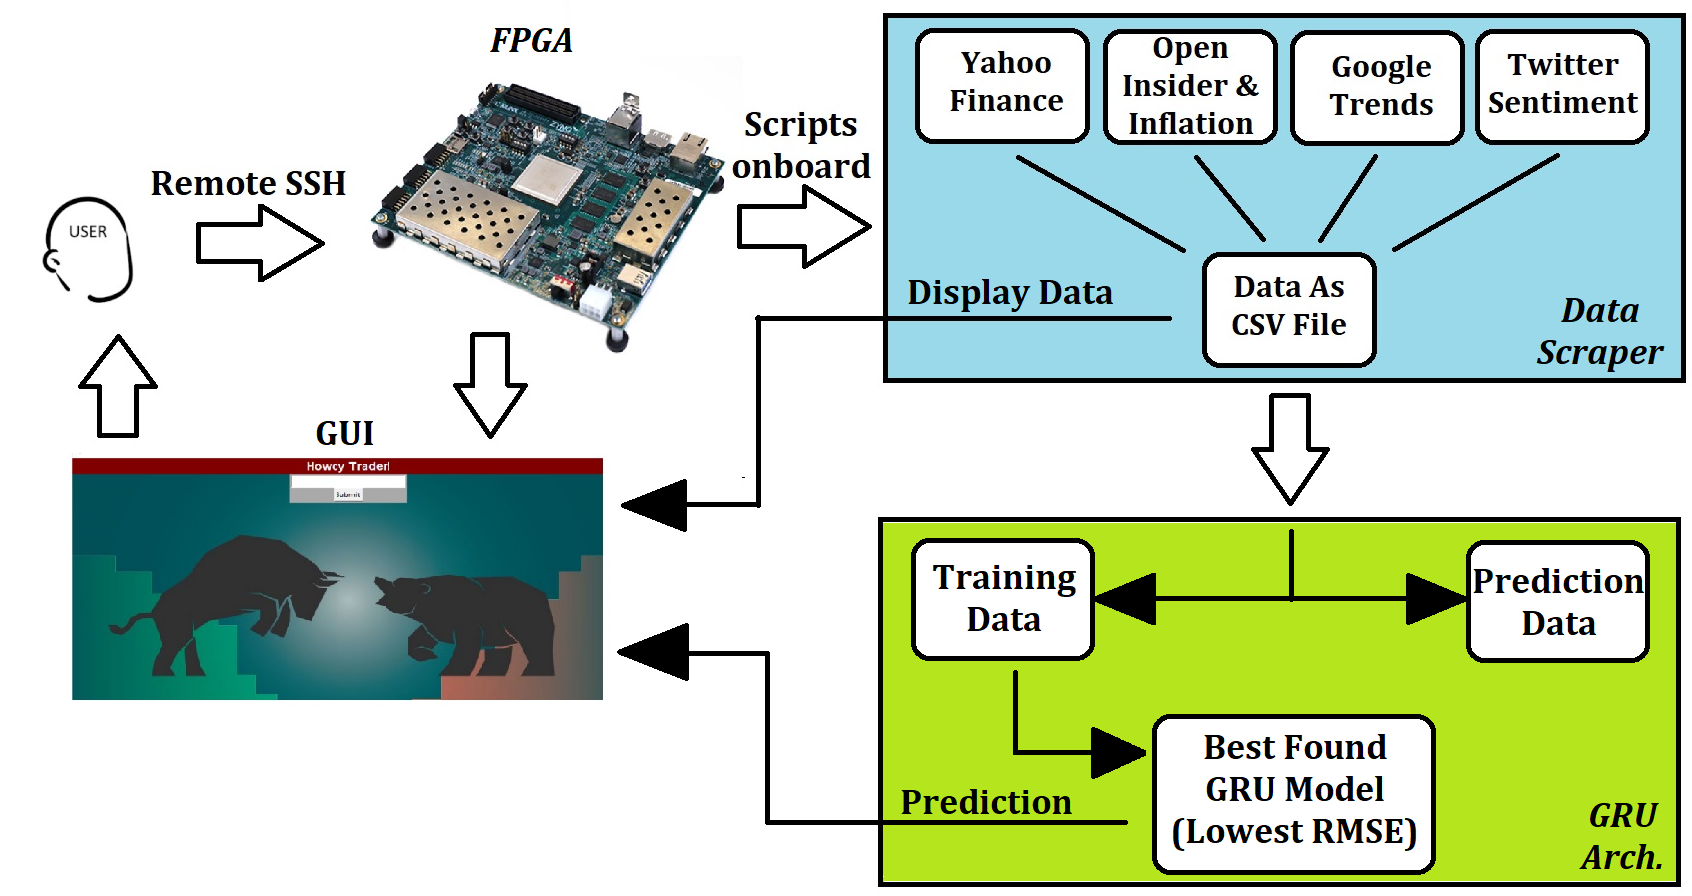 FPGA
Remote SSH
USER
Scripts
onboard
Yahoo
Finance
Open
Insider &
Inflation
Google
Trends
Twitter
Sentiment
Display Data
Data As
CSV File
Data
Scraper
GUI
Howcy Trader!
Submit
Training
Data
Prediction
Data
Best Found
GRU Model
(Lowest RMSE)
Prediction
GRU
Arch.